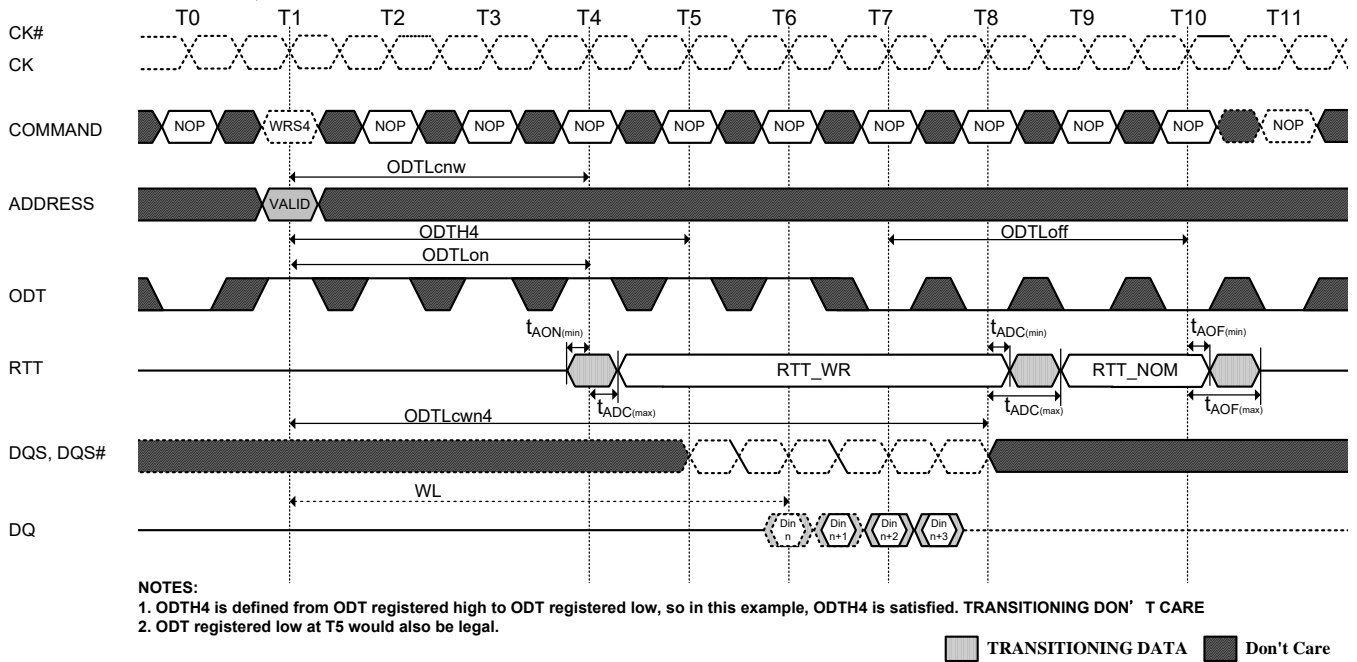 T0 T1 T2 T3 T4 T5 T6 T7 T8 T9 T10 T11
CK#
CK
COMMAND NOP WRS4 NOP NOP NOP NOP NOP NOP NOP NOP NOP NOP
ODTLcnw
ADDRESS VALID
ODTH4 ODTLoff
ODTLon
ODT
tAON(min) tADC(min) tAOF(min)
RTT RTT_WR RTT_NOM
tADC(max) tADC(max) tAOF(max)
ODTLcwn4
DQS, DQS#
WL
DQ Din n Din n+1 Din n+2 Din n+3
NOTES:
1. ODTH4 is defined from ODT registered high to ODT registered low, so in this example, ODTH4 is satisfied. TRANSITIONING DON' T CARE
2. ODT registered low at T5 would also be legal.
TRANSITIONING DATA Don't Care